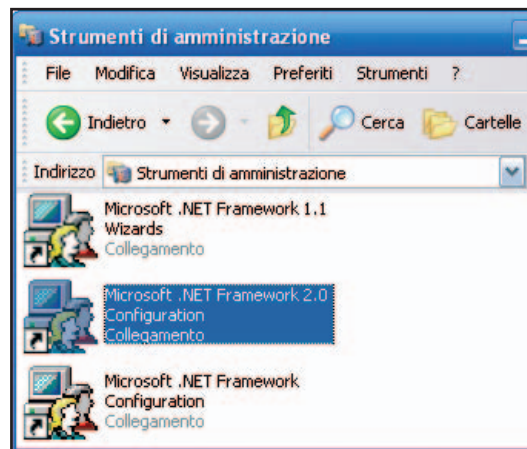 Strumenti di amministrazione
File Modifica Visualizza Preferiti Strumenti ?
Indietro Cerca Cartelle
Indirizzo Strumenti di amministrazione
Microsoft .NET Framework 1.1
Wizards
Collegamento
Microsoft .NET Framework 2.0
Configuration
Collegamento
Microsoft .NET Framework
Configuration
Collegamento